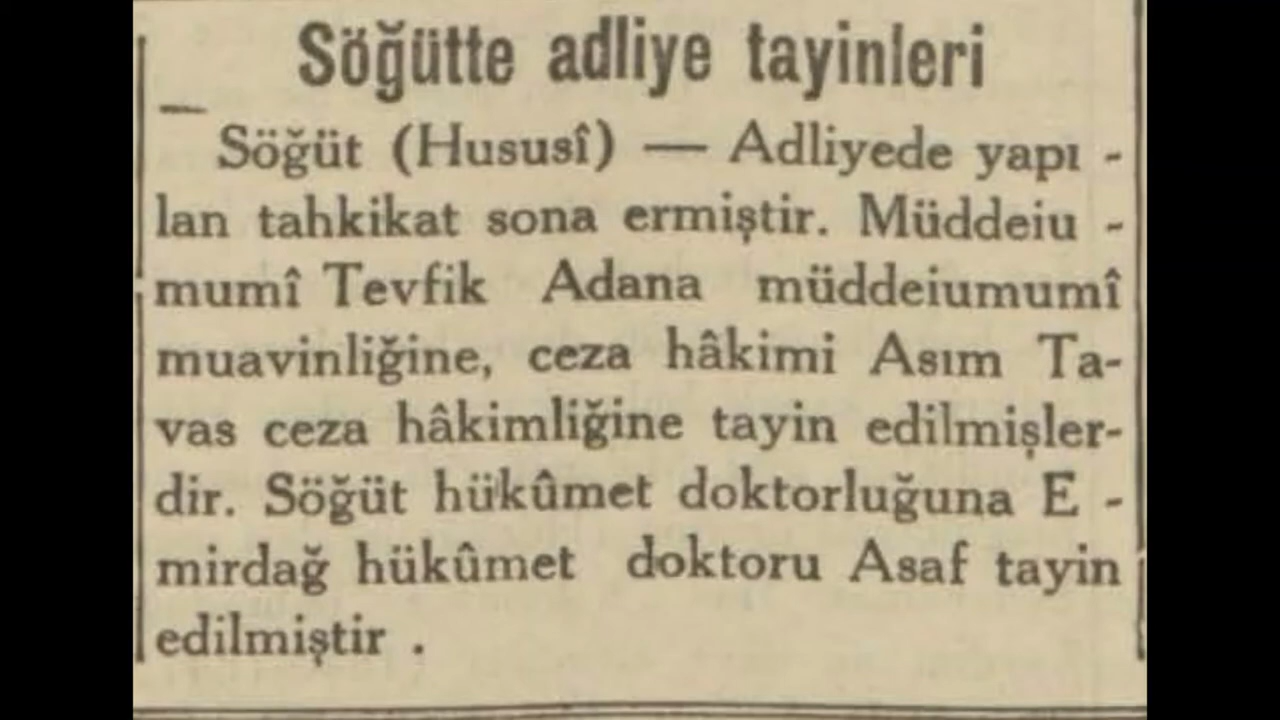 Söğütte adliye tayinleri
Söğüt (Hususî) — Adliyede yapı -
lan tahkikat sona ermiştir. Müddeiu -
mumî Tevfik Adana müddeiumumî
muavinliğine, ceza hâkimi Asım Ta-
vas ceza hâkimliğine tayin edilmişler-
dir. Söğüt hükûmet doktorluğuna E -
mirdağ hükûmet doktoru Asaf tayin
edilmiştir .